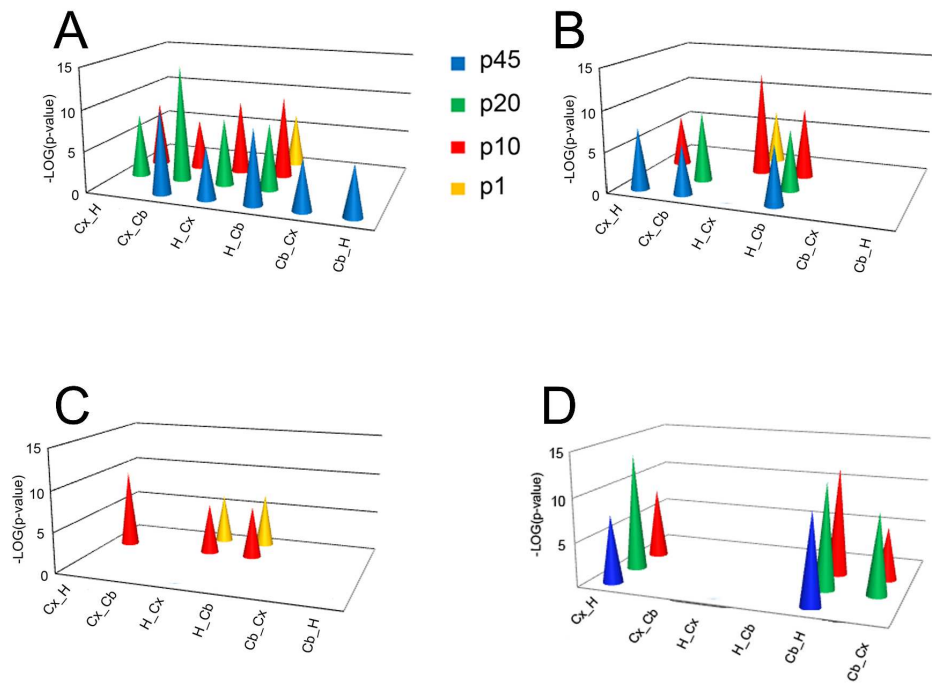 A
-LOG(p-value)
15
10
5
0
Cx_H
Cx_Cb
H_Cx
H_Cb
Cb_Cx
Cb_H
p45
p20
p10
p1
B
-LOG(p-value)
15
10
5
0
Cx_H
Cx_Cb
H_Cx
H_Cb
Cb_Cx
Cb_H
C
-LOG(p-value)
15
10
5
0
Cx_H
Cx_Cb
H_Cx
H_Cb
Cb_Cx
Cb_H
D
-LOG(p-value)
15
10
5
Cx_H
Cx_Cb
H_Cx
H_Cb
Cb_H
Cb_Cx